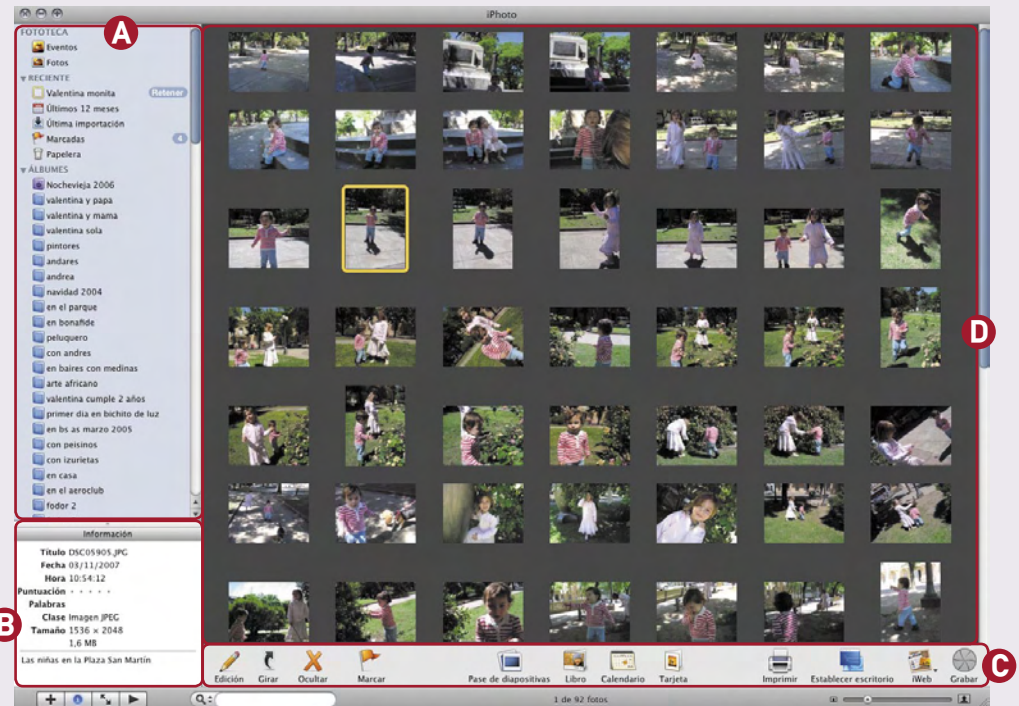 iPhoto
A
FOTOTECA
Eventos
Fotos
RECIENTE
Valentina monita Retener
Últimos 12 meses
Última importación
Marcadas 4
Papelera
ÁLBUMES
Nochevieja 2006
valentina y papa
valentina y mama
valentina sola
pintores
andares
andrea
navidad 2004
en el parque
en bonafide
peluquero
con andres
en baires con medinas
arte africano
valentina cumple 2 años
primer dia en bichito de luz
en bs as marzo 2005
con peisinos
con izurietas
en casa
en el aeroclub
fodor 2
D
Información
Título DSC05905.JPG
Fecha 03/11/2007
Hora 10:54:12
Puntuación · · · · ·
Palabras
Clase Imagen JPEG
Tamaño 1536 × 2048
1,6 MB
Las niñas en la Plaza San Martín
B
Edición Girar Ocultar Marcar Pase de diapositivas Libro Calendario Tarjeta Imprimir Establecer escritorio iWeb Grabar
C
1 de 92 fotos